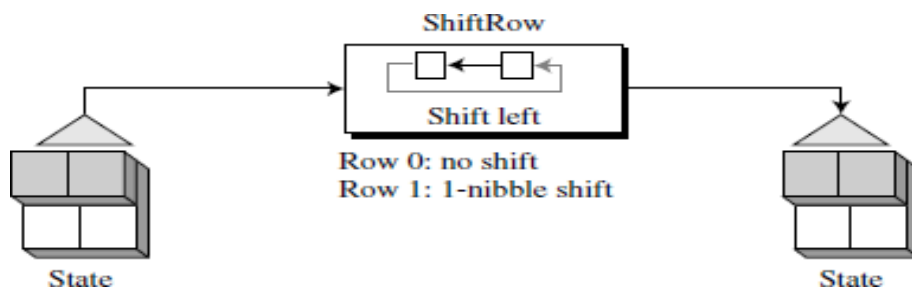 ShiftRow
Shift left
Row 0: no shift
Row 1: 1-nibble shift
State
State